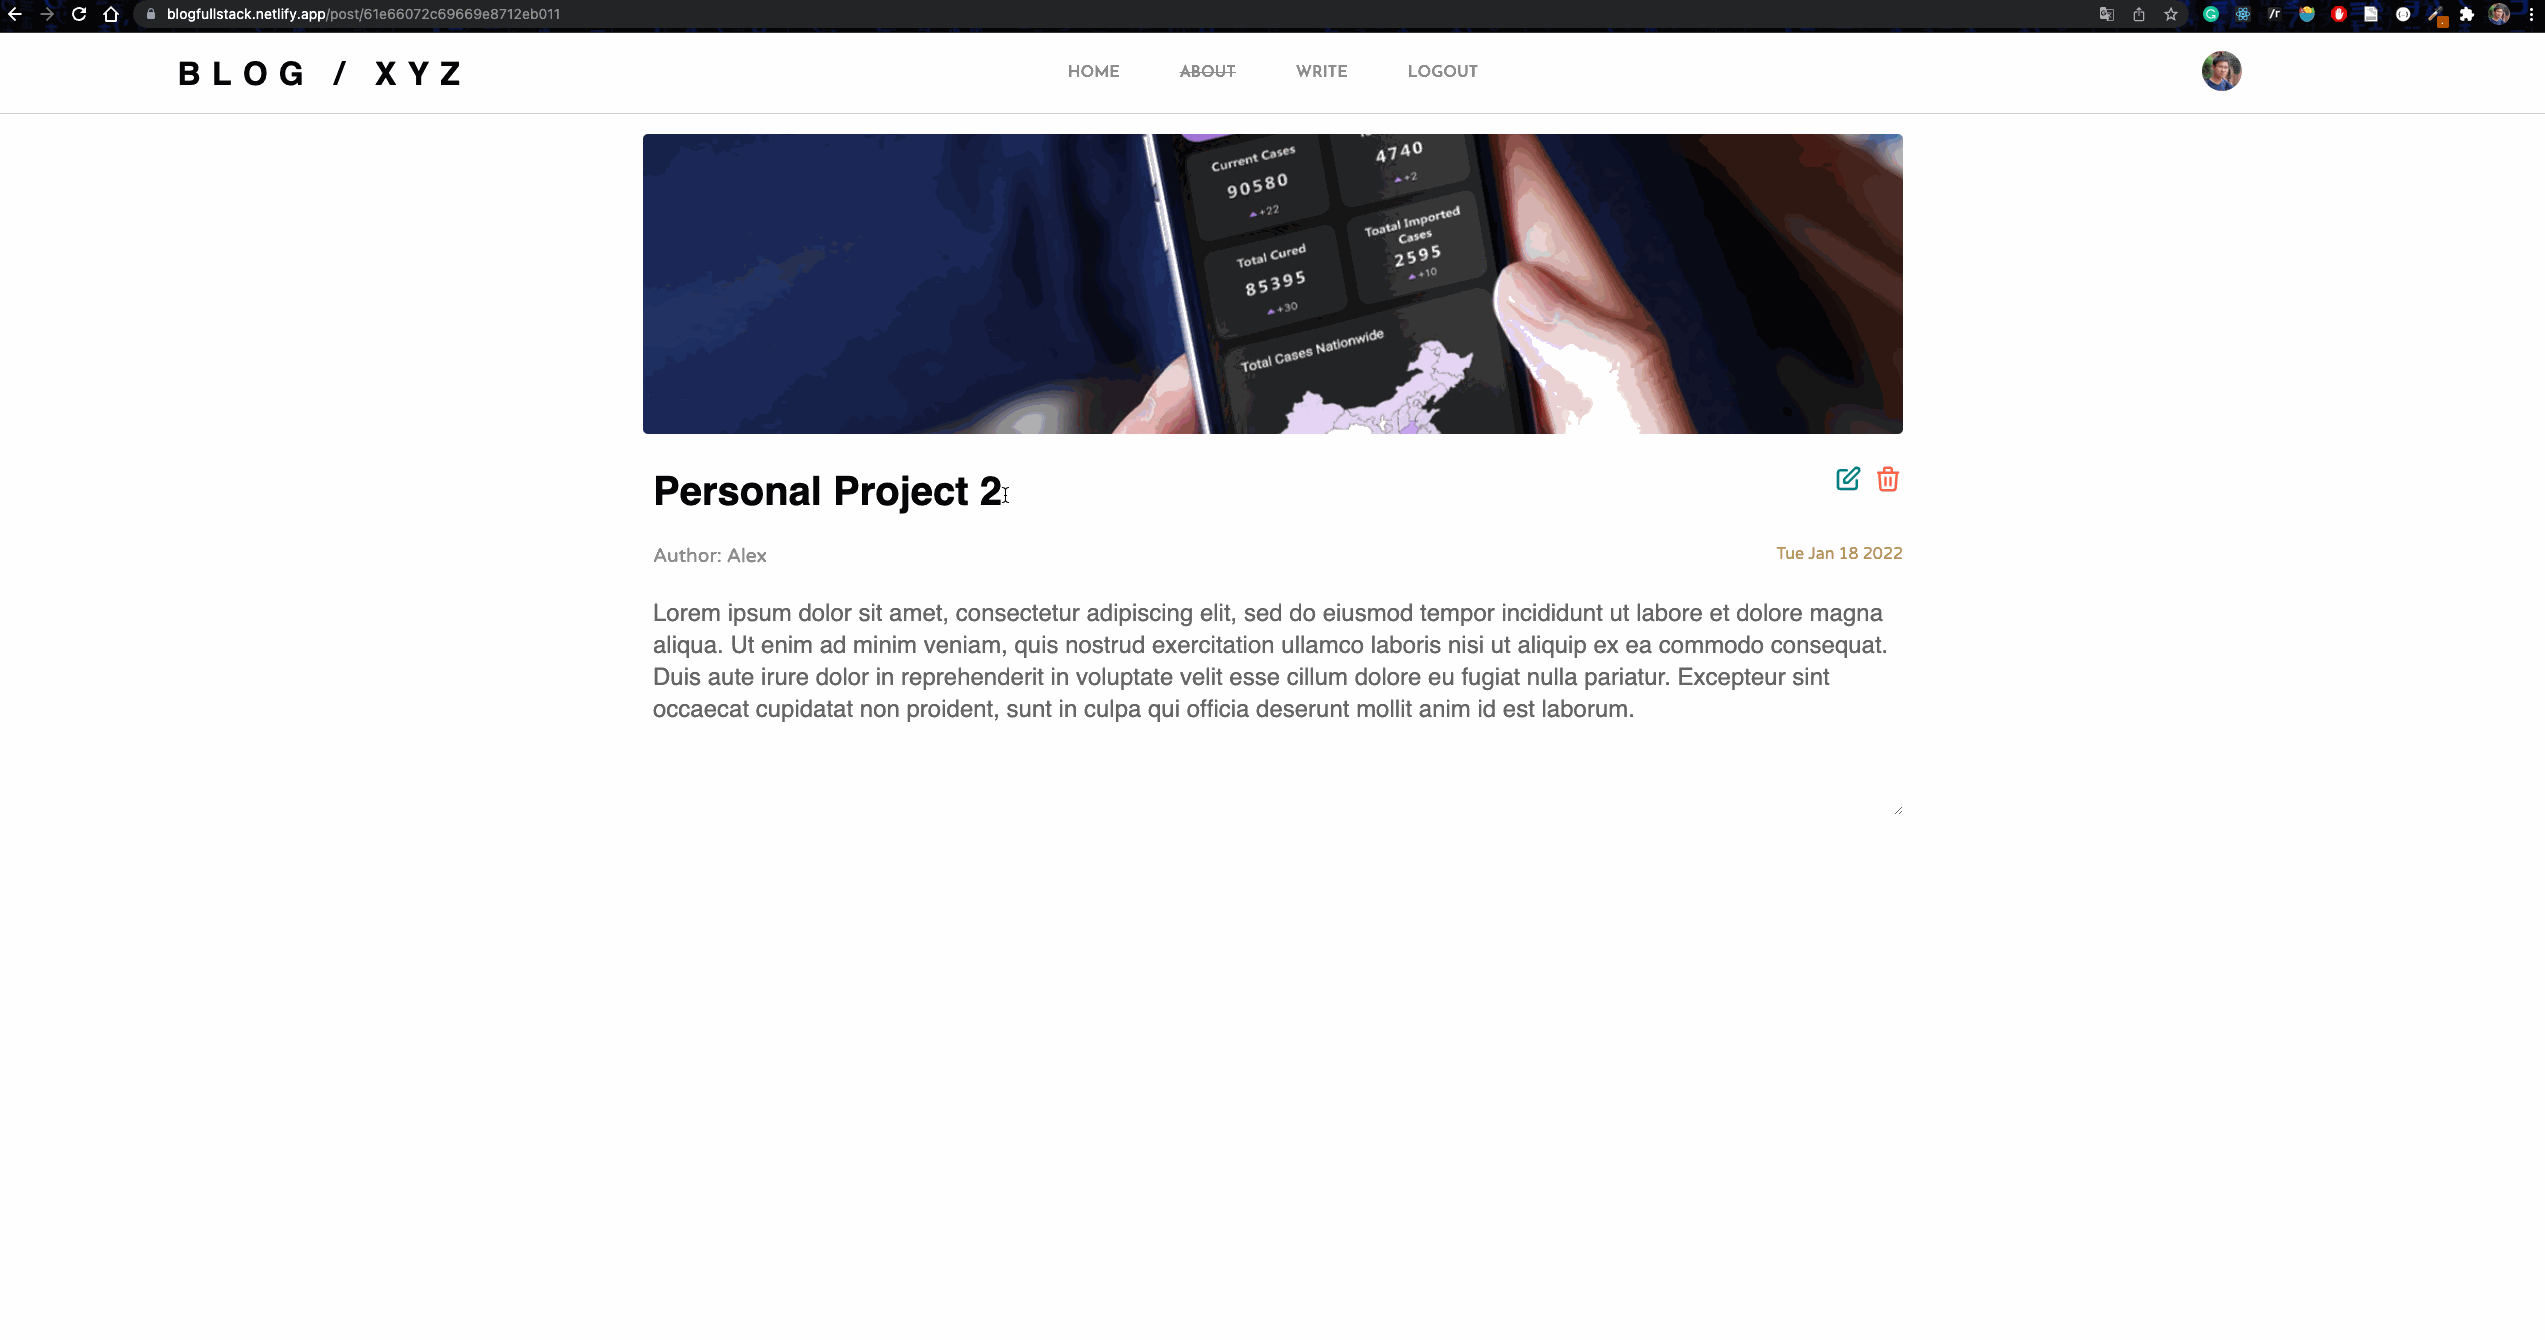 blogfullstack.netlify.app/post/61e66072c69669e8712eb011
BLOG / XYZ
HOME ABOUT WRITE LOGOUT
Current Cases
90580
+22
4740
+2
Total Cured
85395
+30
Toatal Imported
Cases
2595
+10
Total Cases Nationwide
Personal Project 2
Author: Alex
Tue Jan 18 2022
Lorem ipsum dolor sit amet, consectetur adipiscing elit, sed do eiusmod tempor incididunt ut labore et dolore magna
aliqua. Ut enim ad minim veniam, quis nostrud exercitation ullamco laboris nisi ut aliquip ex ea commodo consequat.
Duis aute irure dolor in reprehenderit in voluptate velit esse cillum dolore eu fugiat nulla pariatur. Excepteur sint
occaecat cupidatat non proident, sunt in culpa qui officia deserunt mollit anim id est laborum.